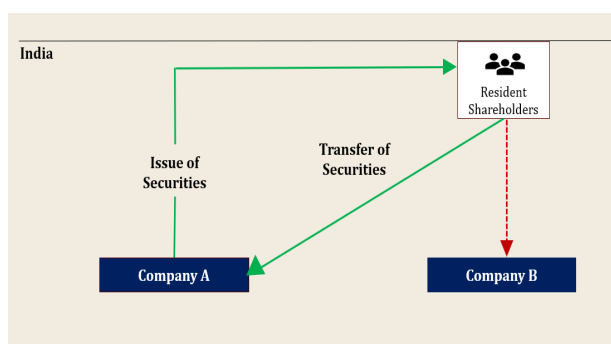 India
Resident
Shareholders
Issue of
Securities
Transfer of
Securities
Company A
Company B